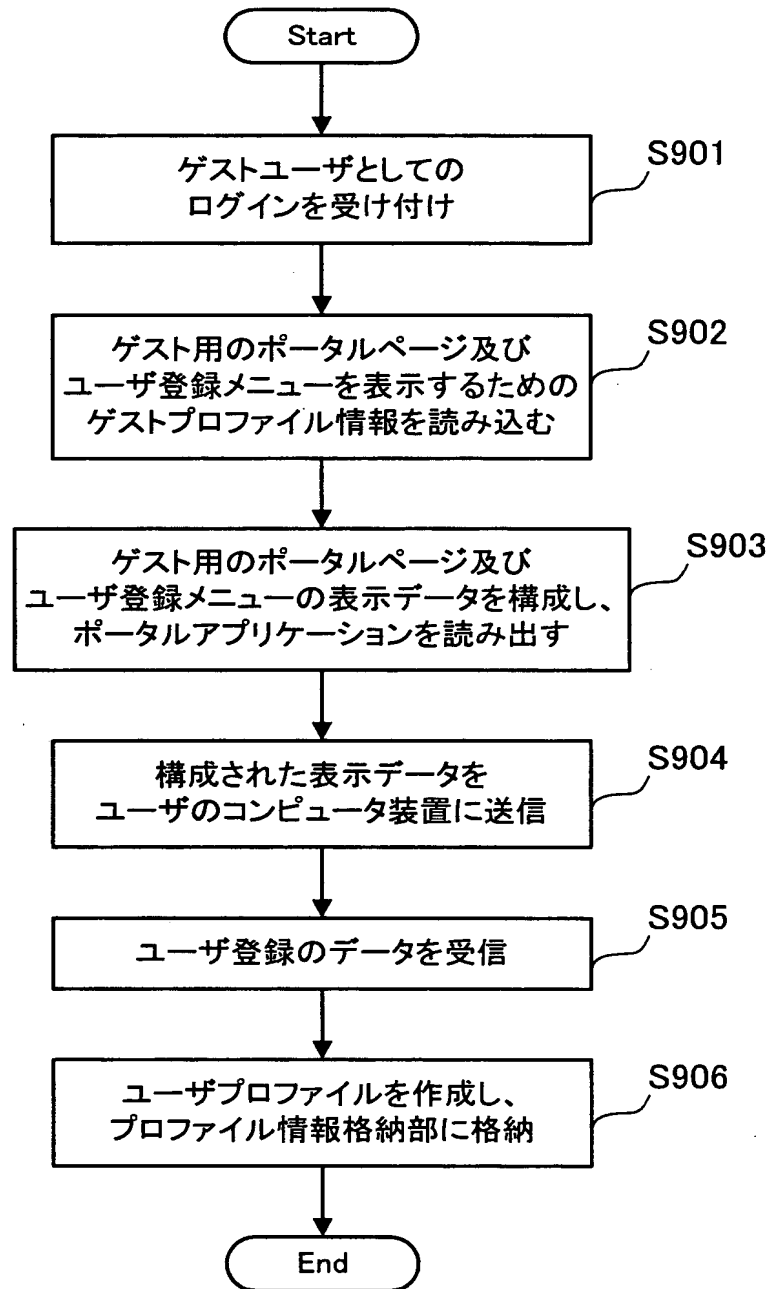 Start
S901
ゲストユーザとしての
ログインを受け付け
S902
ゲスト用のポータルページ及び
ユーザ登録メニューを表示するための
ゲストプロファイル情報を読み込む
S903
ゲスト用のポータルページ及び
ユーザ登録メニューの表示データを構成し、
ポータルアプリケーションを読み出す
S904
構成された表示データを
ユーザのコンピュータ装置に送信
S905
ユーザ登録のデータを受信
S906
ユーザプロファイルを作成し、
プロファイル情報格納部に格納
End